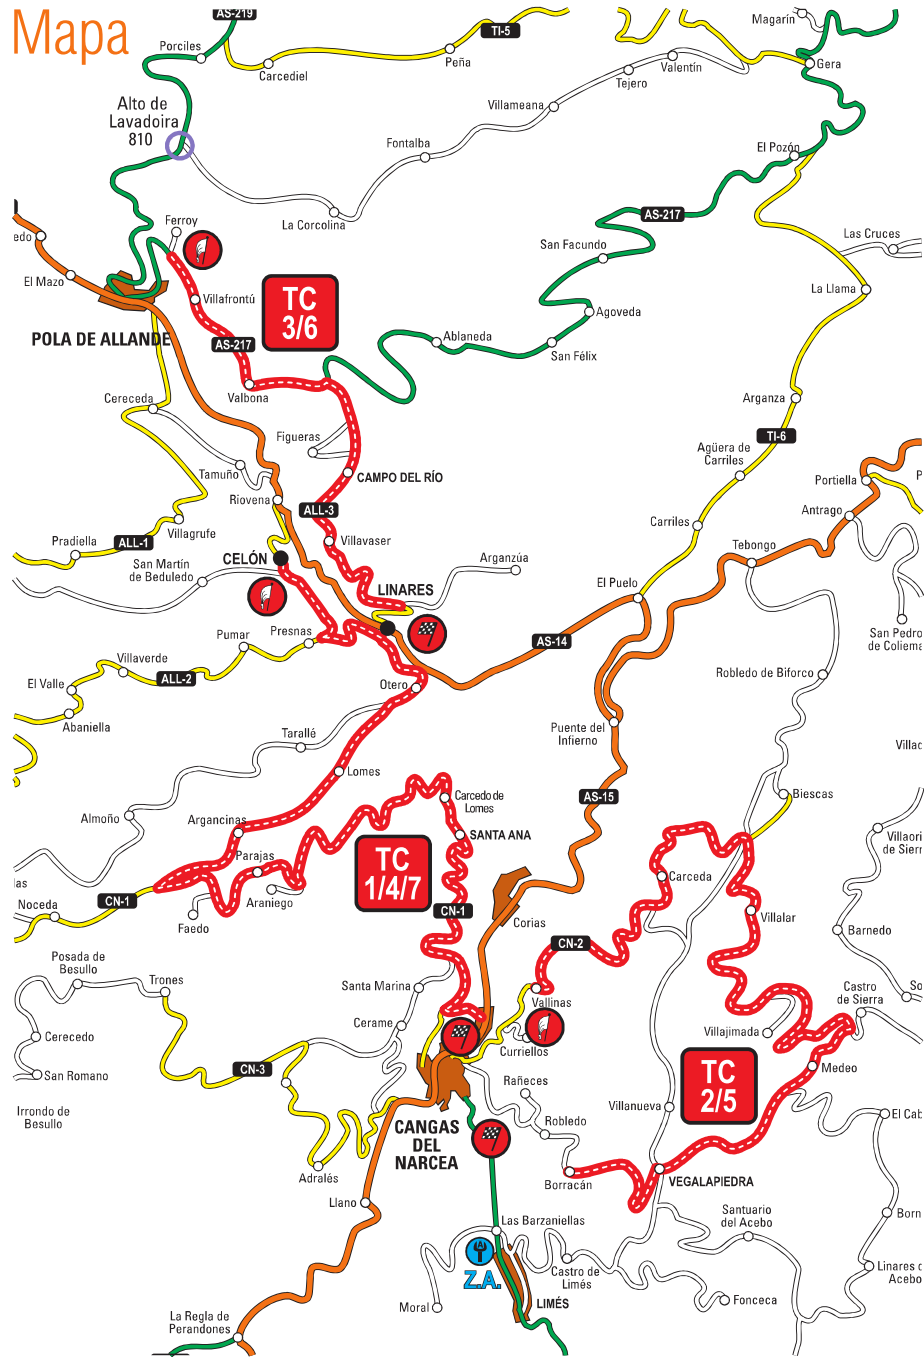 Mapa
AS-219
Porciles
TI-5
Magarín
Carcediel
Peña
Valentín
Tejero
Gera
Alto de
Lavadoira
810
Villameana
Fontalba
El Pozón
La Corcolina
AS-217
Ferroy
edo
San Facundo
Las Cruces
El Mazo
Villafrontú
TC
3/6
La Llama
Agoveda
POLA DE ALLANDE
AS-217
Ablaneda
San Félix
Valbona
Cereceda
Arganza
Figueras
TI-6
Agüera de
Carriles
Tamuño
CAMPO DEL RÍO
Portiella
P
Riovena
ALL-3
Antrago
Carriles
Villagrufe
Pradiella
ALL-1
Villavaser
Tebongo
San Martín
de Beduledo
CELÓN
Arganzúa
LINARES
El Puelo
Presnas
Pumar
AS-14
San Pedro
de Coliema
Villaverde
ALL-2
El Valle
Otero
Robledo de Biforco
Abaniella
Tarallé
Puente del
Infierno
Villac
Lomes
AS-15
Biescas
Carcedo de
Lomes
Almoño
Argancinas
SANTA ANA
Villaori
de Sierr
Parajas
TC
1/4/7
Carceda
las
Araniego
Noceda
CN-1
CN-1
Villalar
Faedo
Corias
Barnedo
CN-2
Posada de
Besullo
Trones
Santa Marina
Vallinas
Castro
de Sierra
So
Cerame
Villajimada
Cerecedo
Curriellos
CN-3
San Romano
Rañeces
TC
2/5
Medeo
Irrondo de
Besullo
Villanueva
El Cab
CANGAS
DEL
NARCEA
Robledo
Adralés
Borracán
VEGALAPIEDRA
Llano
Las Barzaniellas
Santuario
del Acebo
Born
Z.A.
Castro de
Limés
Linares d
Acebo
Moral
LIMÉS
Fonceca
La Regla de
Perandones